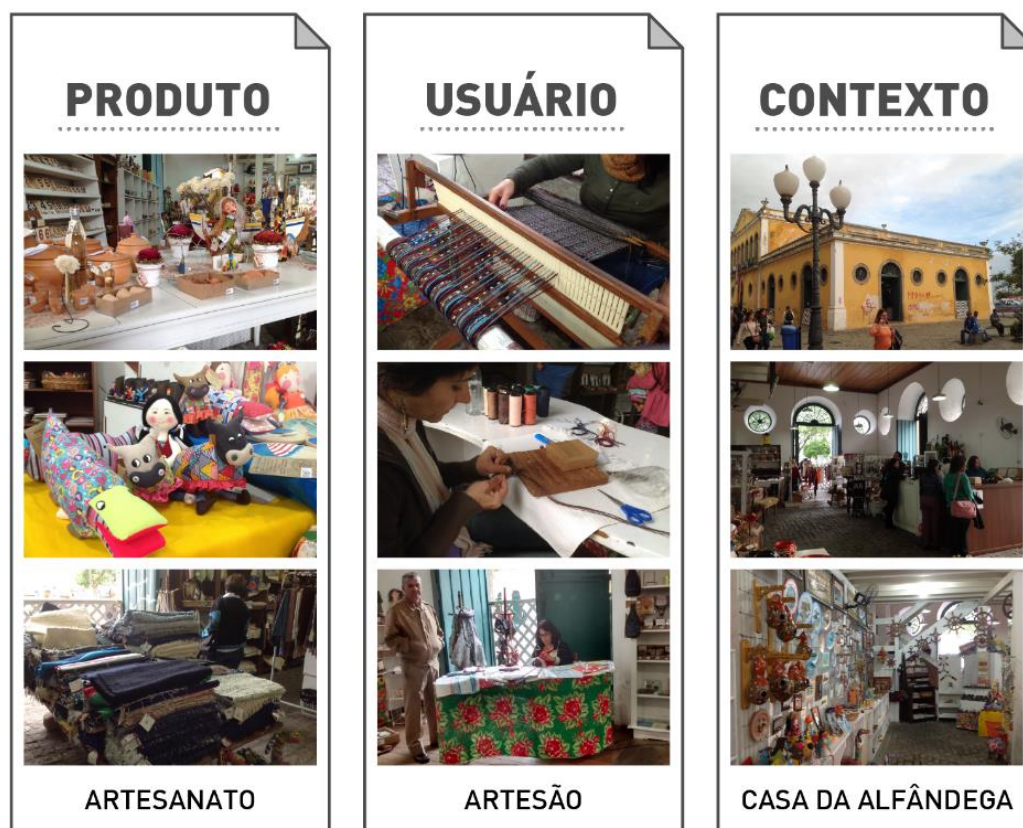 PRODUTO
ARTESANATO
USUÁRIO
ARTESÃO
CONTEXTO
CASA DA ALFÂNDEGA